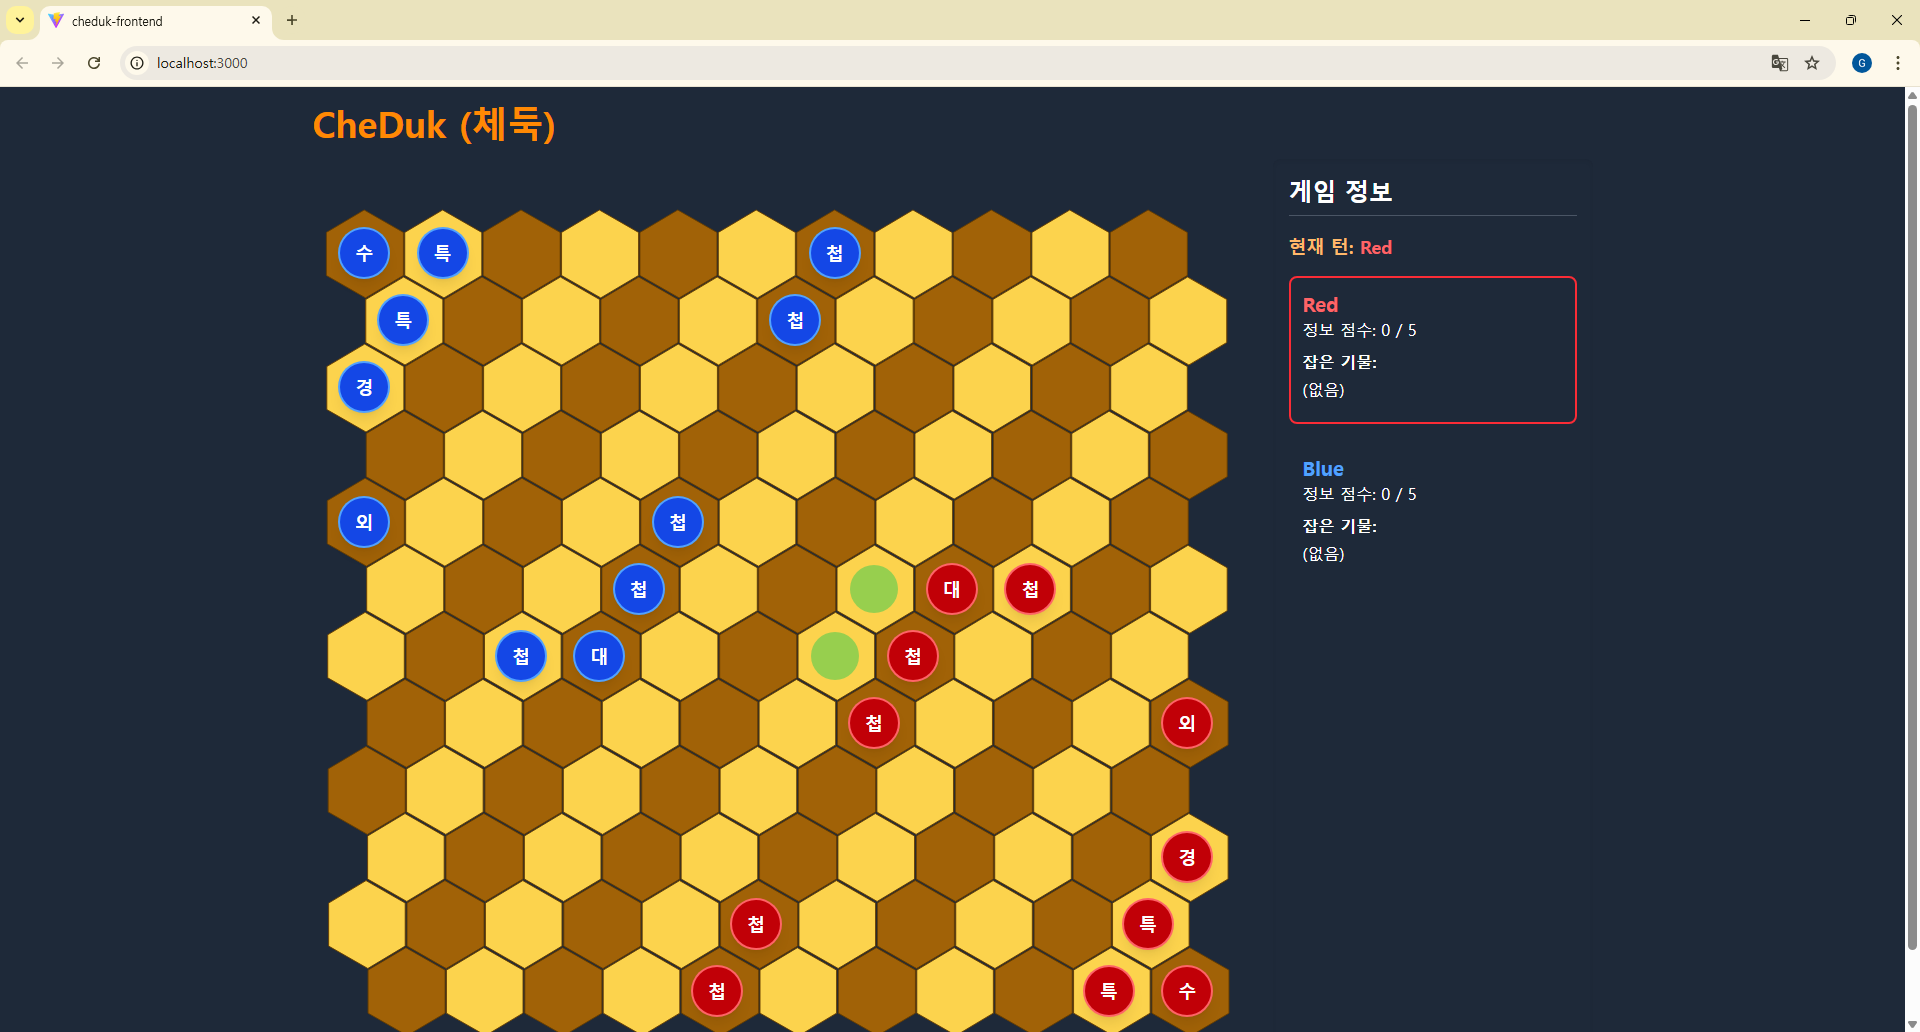 cheduk-frontend
localhost:3000
G
CheDuk (체둑)
게임 정보
현재 턴: Red
Red
정보 점수: 0 / 5
잡은 기물:
(없음)
Blue
정보 점수: 0 / 5
잡은 기물:
(없음)
수 특 첩
특 첩
경
외 첩
첩 대 첩
첩 대 첩
첩 외
경
첩 특
첩 특 수